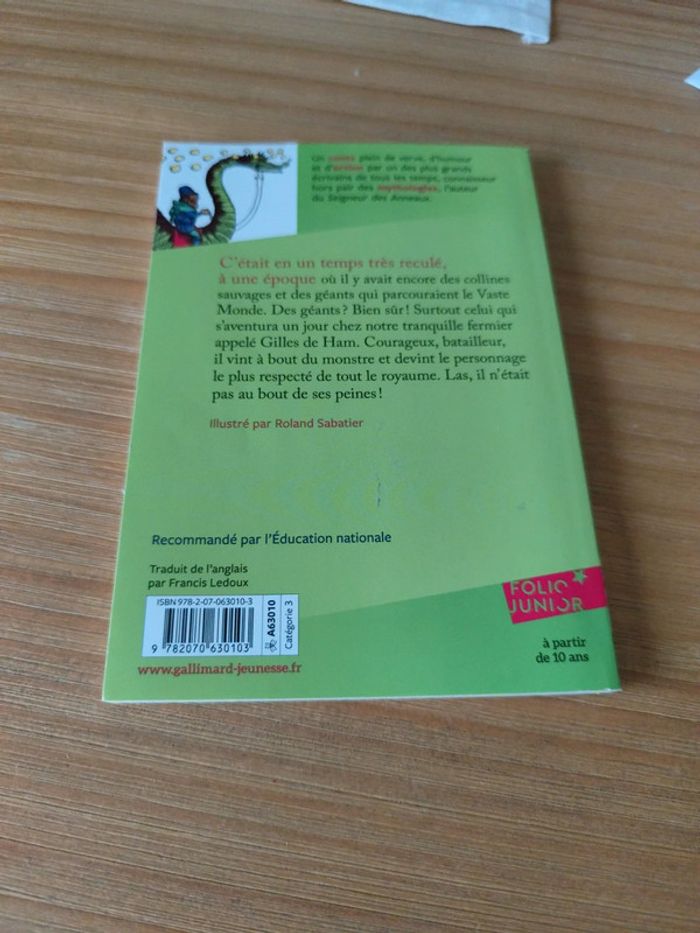 Un conte plein de verve, d'humour
et d'action par un des plus grands
écrivains de tous les temps, connaisseur
hors pair des mythologies, l'auteur
du Seigneur des Anneaux.
C'était en un temps très reculé,
à une époque où il y avait encore des collines
sauvages et des géants qui parcouraient le Vaste
Monde. Des géants ? Bien sûr ! Surtout celui qui
s'aventura un jour chez notre tranquille fermier
appelé Gilles de Ham. Courageux, batailleur,
il vint à bout du monstre et devint le personnage
le plus respecté de tout le royaume. Las, il n'était
pas au bout de ses peines !
Illustré par Roland Sabatier
Recommandé par l'Éducation nationale
Traduit de l'anglais
par Francis Ledoux
ISBN 978-2-07-063010-3
9 782070 630103
A63010
Catégorie 3
www.gallimard-jeunesse.fr
FOLIO
JUNIOR
à partir
de 10 ans